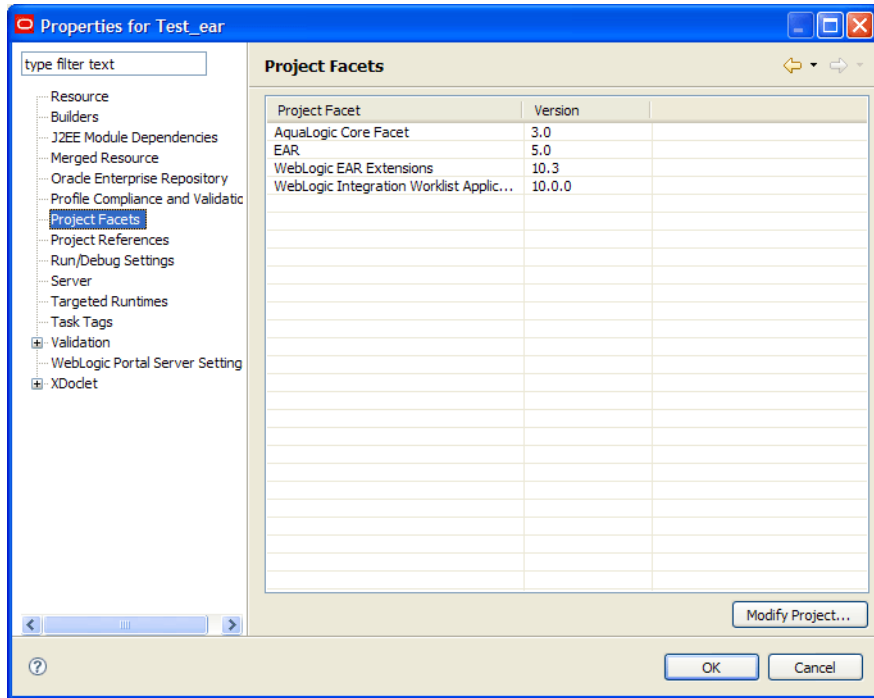 Properties for Test_ear
type filter text
Project Facets
Resource
Builders
J2EE Module Dependencies
Merged Resource
Oracle Enterprise Repository
Profile Compliance and Validatic
Project Facets
Project References
Run/Debug Settings
Server
Targeted Runtimes
Task Tags
Validation
WebLogic Portal Server Setting
XDoclet
Project Facet Version
AquaLogic Core Facet 3.0
EAR 5.0
WebLogic EAR Extensions 10.3
WebLogic Integration Worklist Applic... 10.0.0
Modify Project...
OK Cancel